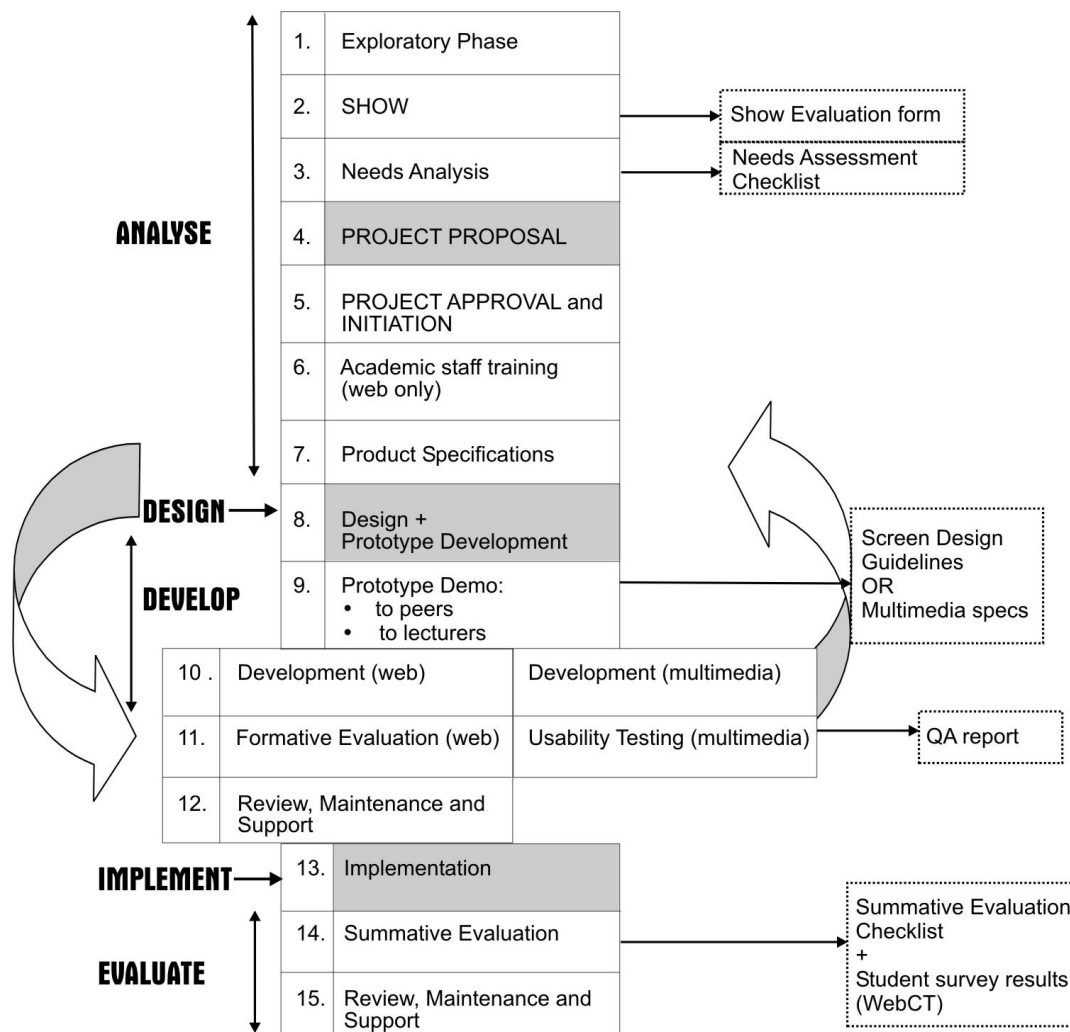 1. Exploratory Phase
2. SHOW
Show Evaluation form
3. Needs Analysis
Needs Assessment
Checklist
ANALYSE
4. PROJECT PROPOSAL
5. PROJECT APPROVAL and
INITIATION
6. Academic staff training
(web only)
7. Product Specifications
DESIGN
8. Design +
Prototype Development
DEVELOP
9. Prototype Demo:
• to peers
• to lecturers
Screen Design
Guidelines
OR
Multimedia specs
10 . Development (web) Development (multimedia)
11. Formative Evaluation (web) Usability Testing (multimedia)
QA report
12. Review, Maintenance and
Support
IMPLEMENT
13. Implementation
14. Summative Evaluation
Summative Evaluation
Checklist
+
Student survey results
(WebCT)
EVALUATE
15. Review, Maintenance and
Support